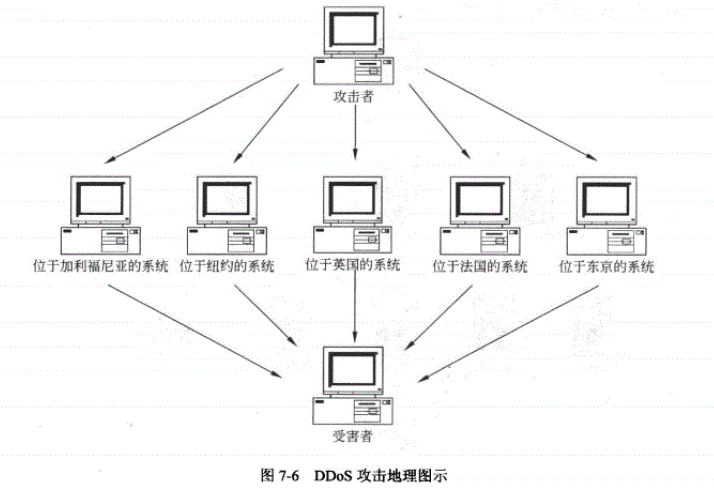 攻击者
位于加利福尼亚的系统
位于纽约的系统
位于英国的系统
位于法国的系统
位于东京的系统
受害者
图 7-6 DDoS 攻击地理图示